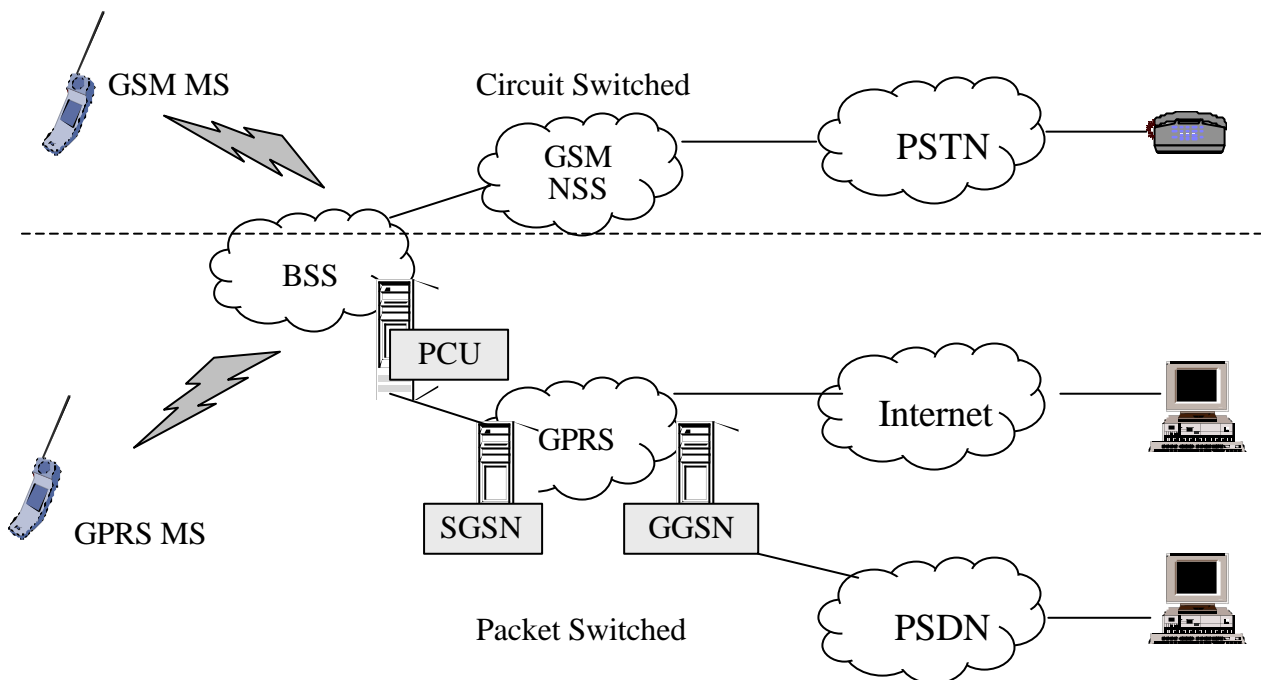 GSM MS
Circuit Switched
GSM
NSS
PSTN
BSS
PCU
GPRS
Internet
SGSN
GGSN
GPRS MS
Packet Switched
PSDN